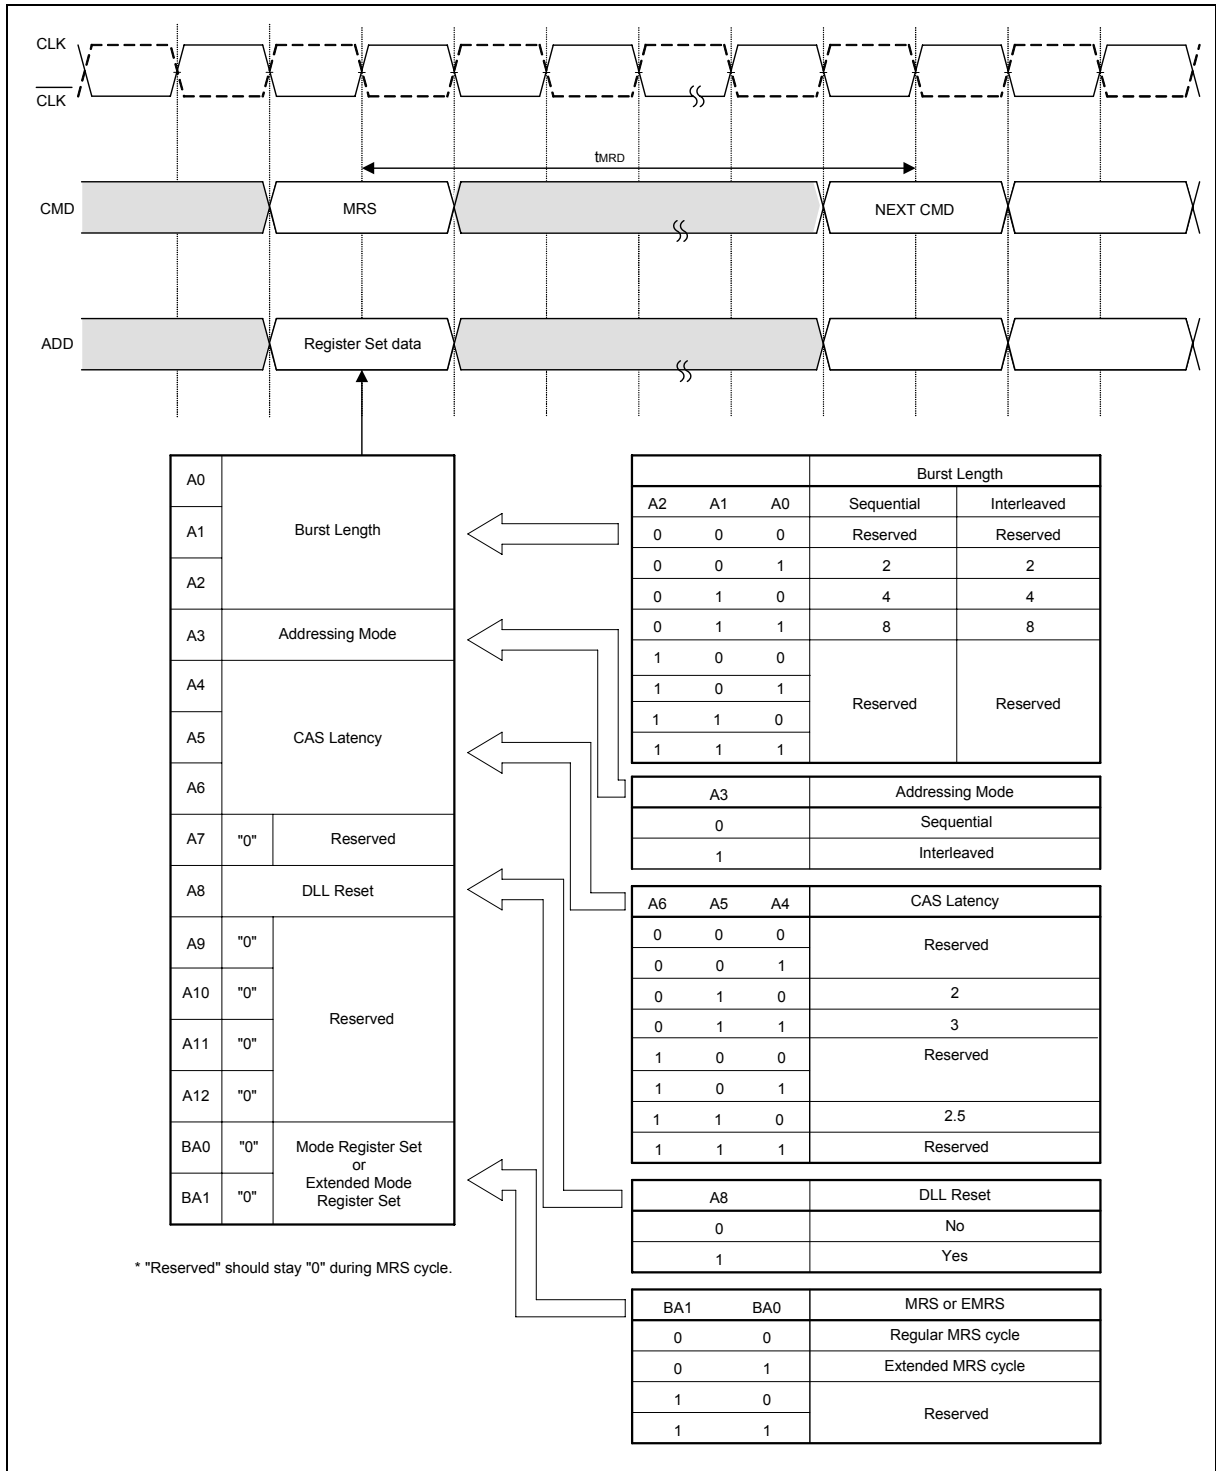 CLK
CLK
tMRD
CMD MRS NEXT CMD
ADD Register Set data
A0
A1 Burst Length
A2
A3 Addressing Mode
A4
A5 CAS Latency
A6
A7 "0" Reserved
A8 DLL Reset
A9 "0"
A10 "0"
Reserved
A11 "0"
A12 "0"
BA0 "0" Mode Register Set
or
Extended Mode
BA1 "0" Register Set
* "Reserved" should stay "0" during MRS cycle.
Burst Length
A2 A1 A0 Sequential Interleaved
0 0 0 Reserved Reserved
0 0 1 2 2
0 1 0 4 4
0 1 1 8 8
1 0 0
1 0 1
Reserved Reserved
1 1 0
1 1 1
A3 Addressing Mode
0 Sequential
1 Interleaved
A6 A5 A4 CAS Latency
0 0 0 Reserved
0 0 1
0 1 0 2
0 1 1 3
1 0 0 Reserved
1 0 1
1 1 0 2.5
1 1 1 Reserved
A8 DLL Reset
0 No
1 Yes
BA1 BA0 MRS or EMRS
0 0 Regular MRS cycle
0 1 Extended MRS cycle
1 0
Reserved
1 1